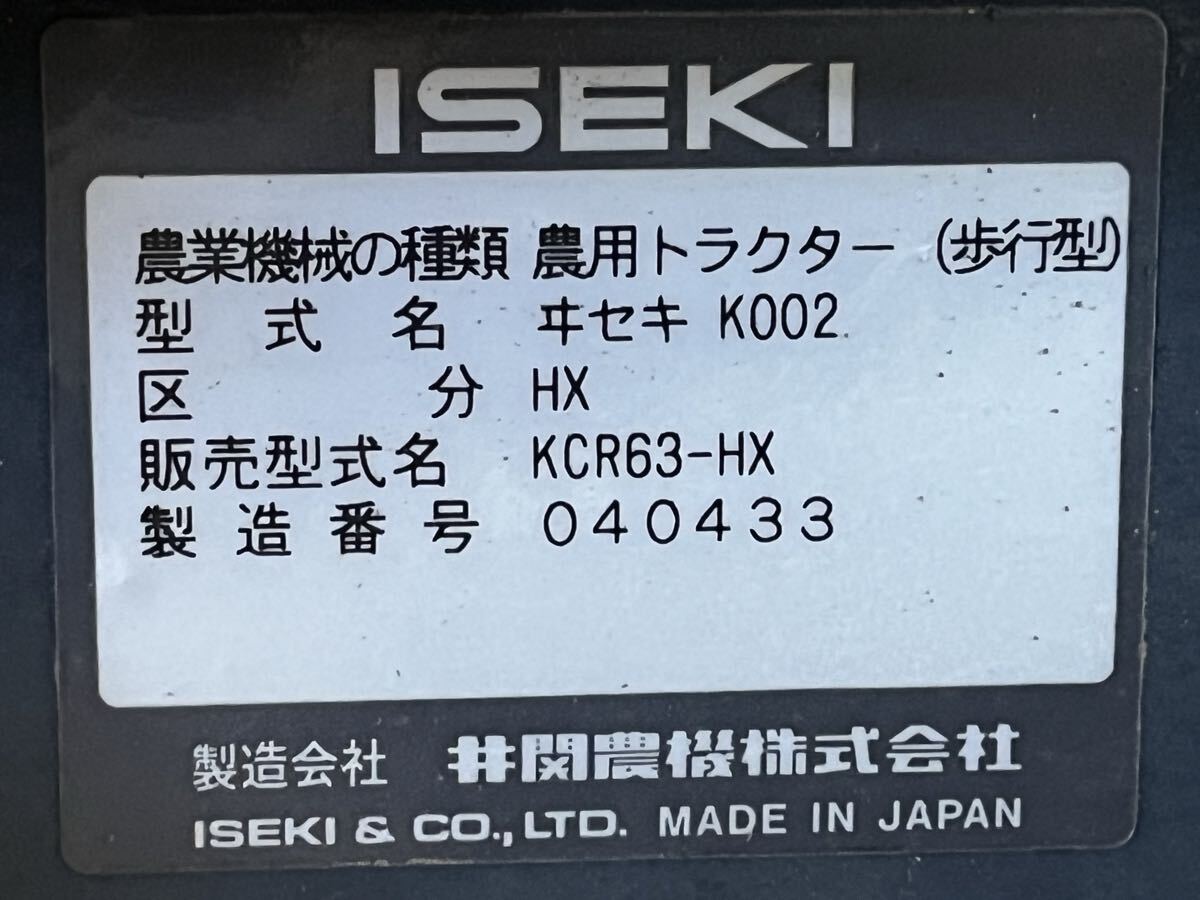 ISEKI
農業機械の種類 農用トラクター (歩行型)
型式名 ヰセキ K002
区分 HX
販売型式名 KCR63-HX
製造番号 040433
製造会社 井関農機株式会社
ISEKI & CO.,LTD. MADE IN JAPAN